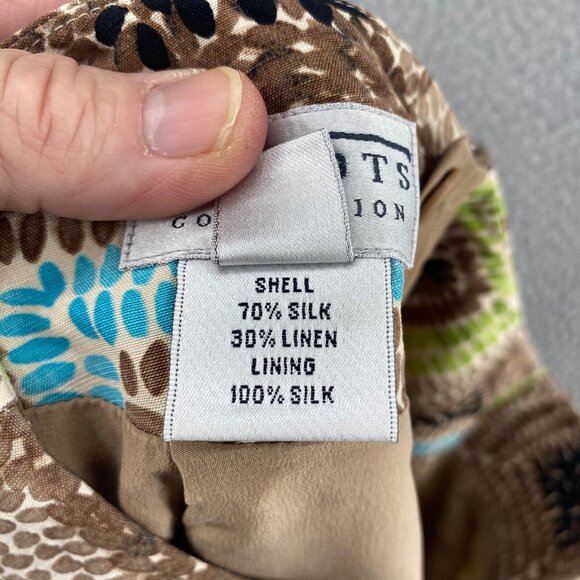 SHELL
70% SILK
30% LINEN
LINING
100% SILK